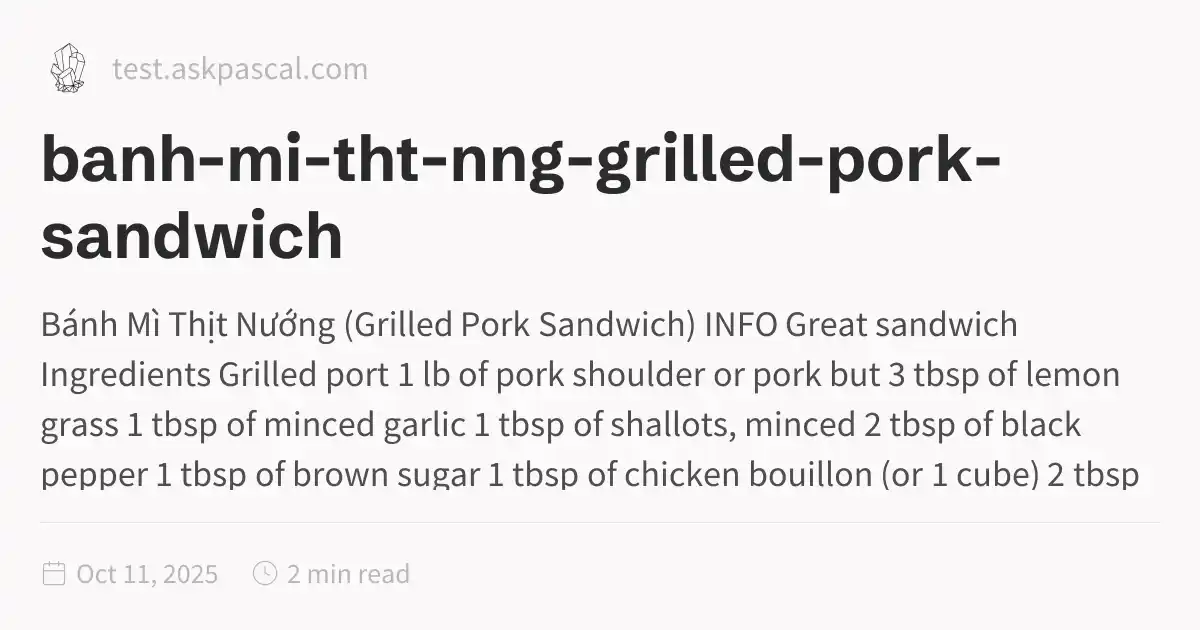 test.askpascal.com
banh-mi-tht-nng-grilled-pork-
sandwich
Bánh Mì Thịt Nướng (Grilled Pork Sandwich) INFO Great sandwich
Ingredients Grilled port 1 lb of pork shoulder or pork but 3 tbsp of lemon
grass 1 tbsp of minced garlic 1 tbsp of shallots, minced 2 tbsp of black
pepper 1 tbsp of brown sugar 1 tbsp of chicken bouillon (or 1 cube) 2 tbsp
Oct 11, 2025
2 min read